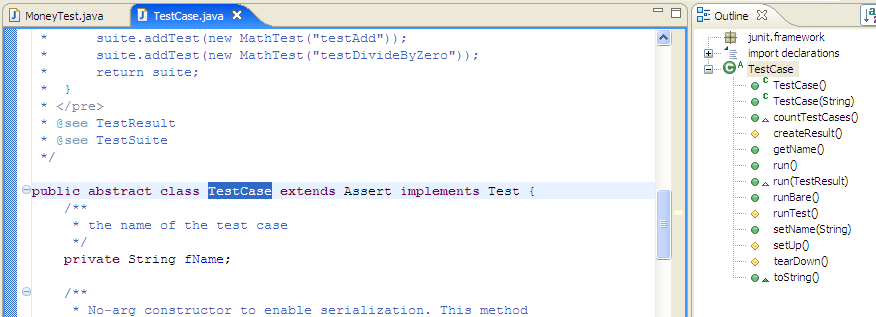 MoneyTest.java
TestCase.java
*      suite.addTest(new MathTest("testAdd"));
*      suite.addTest(new MathTest("testDivideByZero"));
*      return suite;
*  }
* </pre>
* @see TestResult
* @see TestSuite
*/
public abstract class TestCase extends Assert implements Test {
/**
* the name of the test case
*/
private String fName;
/**
* No-arg constructor to enable serialization. This method
Outline
junit.framework
import declarations
C A TestCase
C TestCase()
C TestCase(String)
countTestCases()
createResult()
getName()
run()
run(TestResult)
runBare()
runTest()
setName(String)
setUp()
tearDown()
toString()